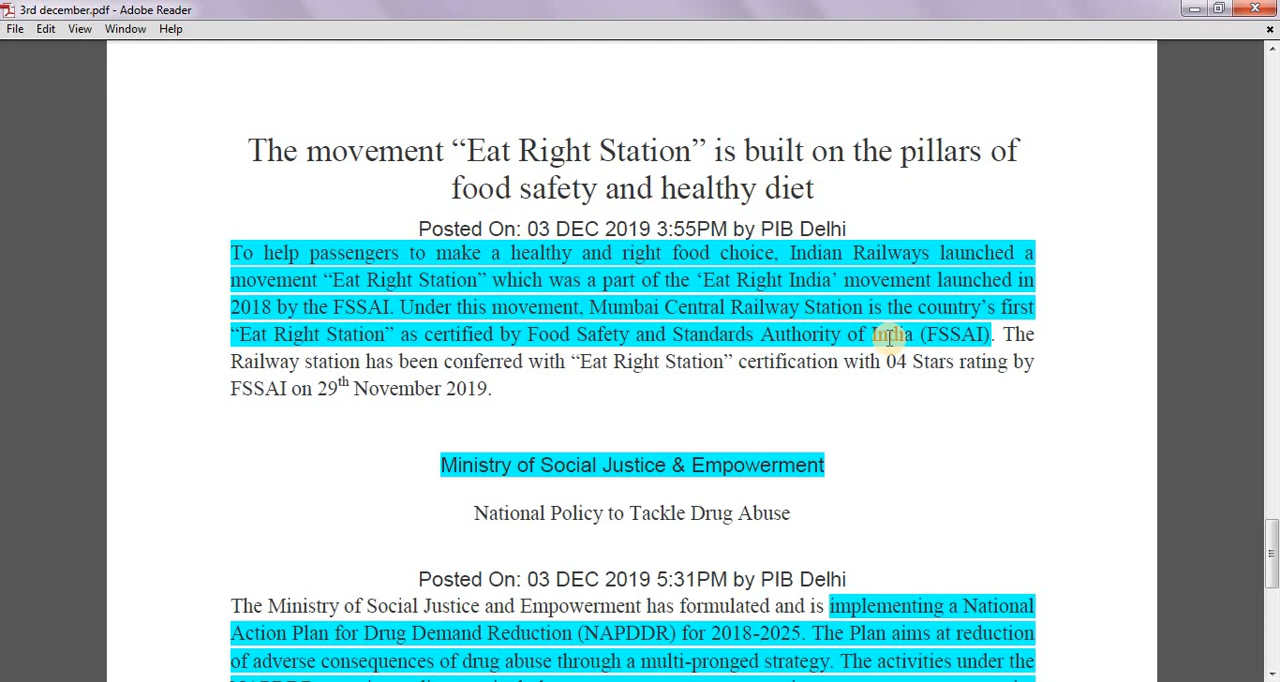 3rd december.pdf - Adobe Reader
File Edit View Window Help
The movement “Eat Right Station” is built on the pillars of
food safety and healthy diet
Posted On: 03 DEC 2019 3:55PM by PIB Delhi
To help passengers to make a healthy and right food choice, Indian Railways launched a
movement “Eat Right Station” which was a part of the ‘Eat Right India’ movement launched in
2018 by the FSSAI. Under this movement, Mumbai Central Railway Station is the country’s first
“Eat Right Station” as certified by Food Safety and Standards Authority of India (FSSAI). The
Railway station has been conferred with “Eat Right Station” certification with 04 Stars rating by
FSSAI on 29th November 2019.
Ministry of Social Justice & Empowerment
National Policy to Tackle Drug Abuse
Posted On: 03 DEC 2019 5:31PM by PIB Delhi
The Ministry of Social Justice and Empowerment has formulated and is implementing a National
Action Plan for Drug Demand Reduction (NAPDDR) for 2018-2025. The Plan aims at reduction
of adverse consequences of drug abuse through a multi-pronged strategy. The activities under the